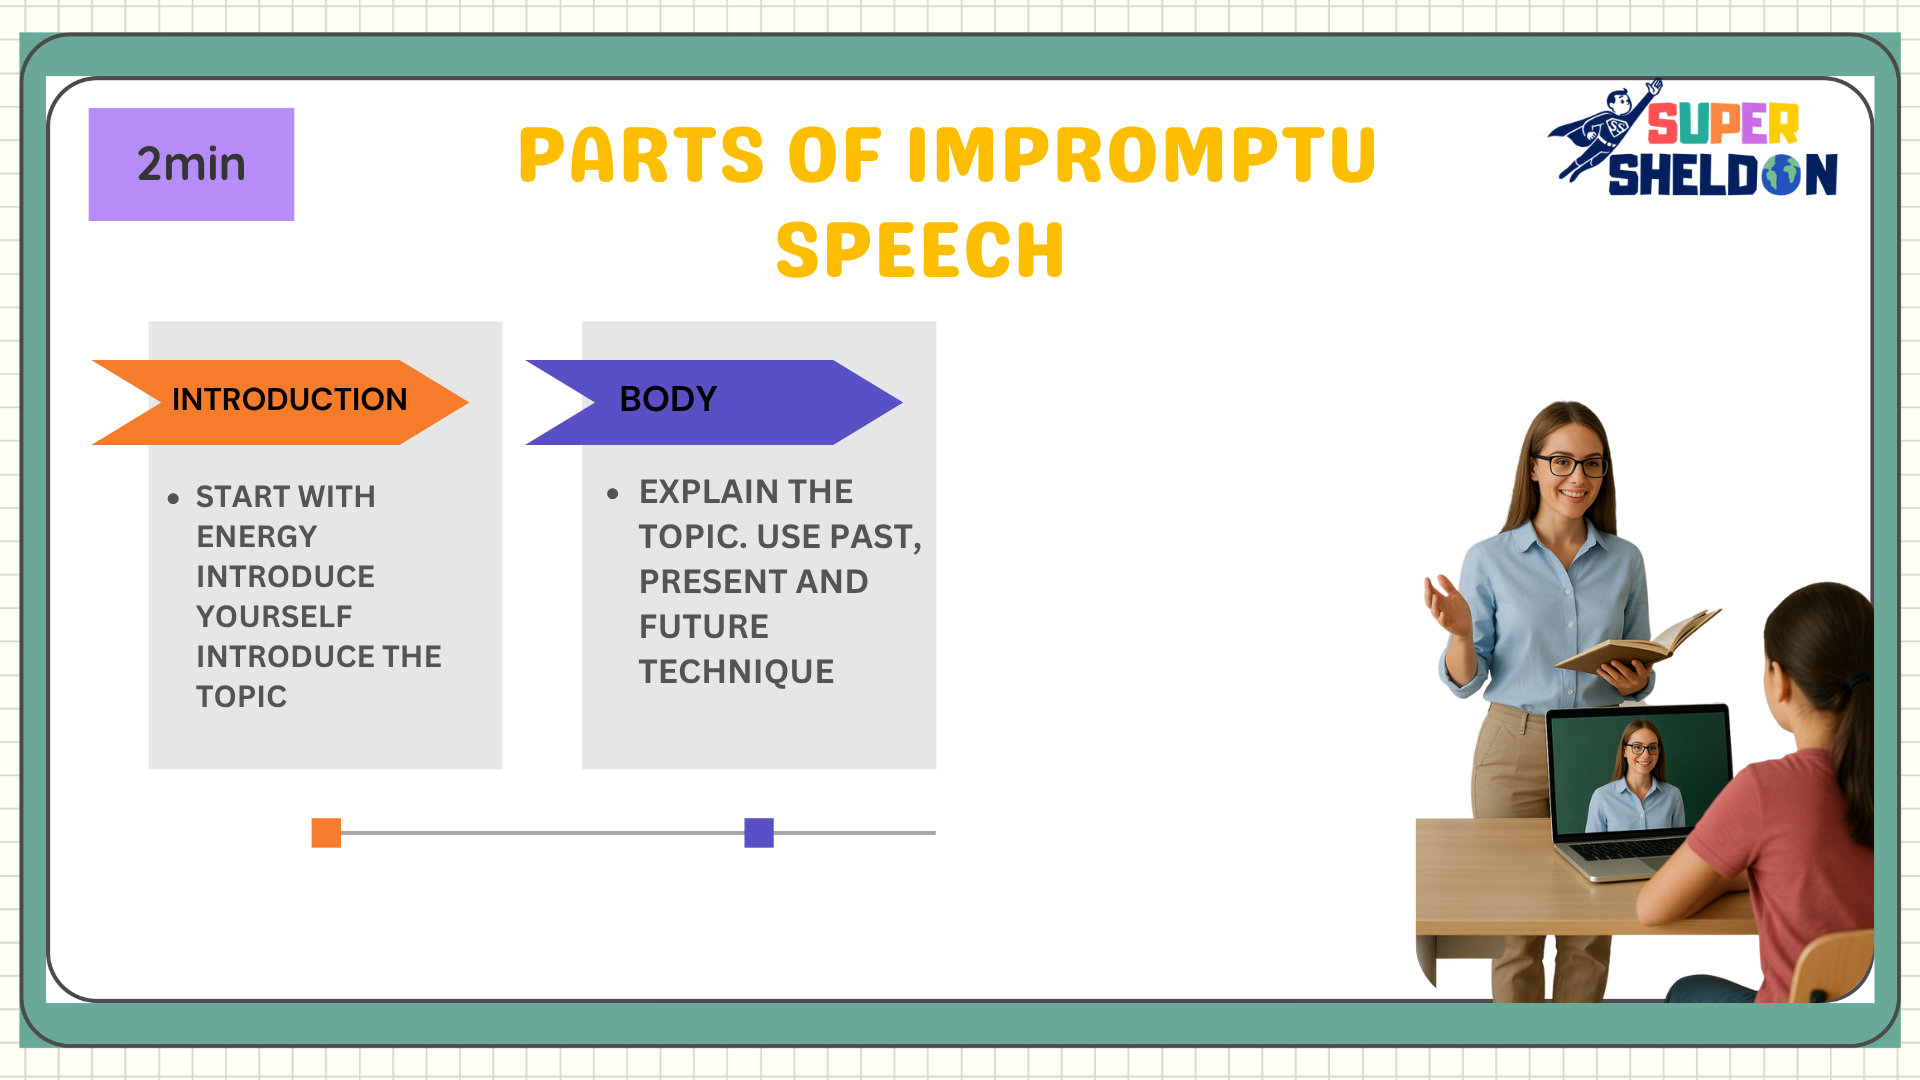 2min
PARTS OF IMPROMPTU
SPEECH
SUPER
SHELDON
SS
INTRODUCTION
START WITH
ENERGY
INTRODUCE
YOURSELF
INTRODUCE THE
TOPIC
BODY
EXPLAIN THE
TOPIC. USE PAST,
PRESENT AND
FUTURE
TECHNIQUE